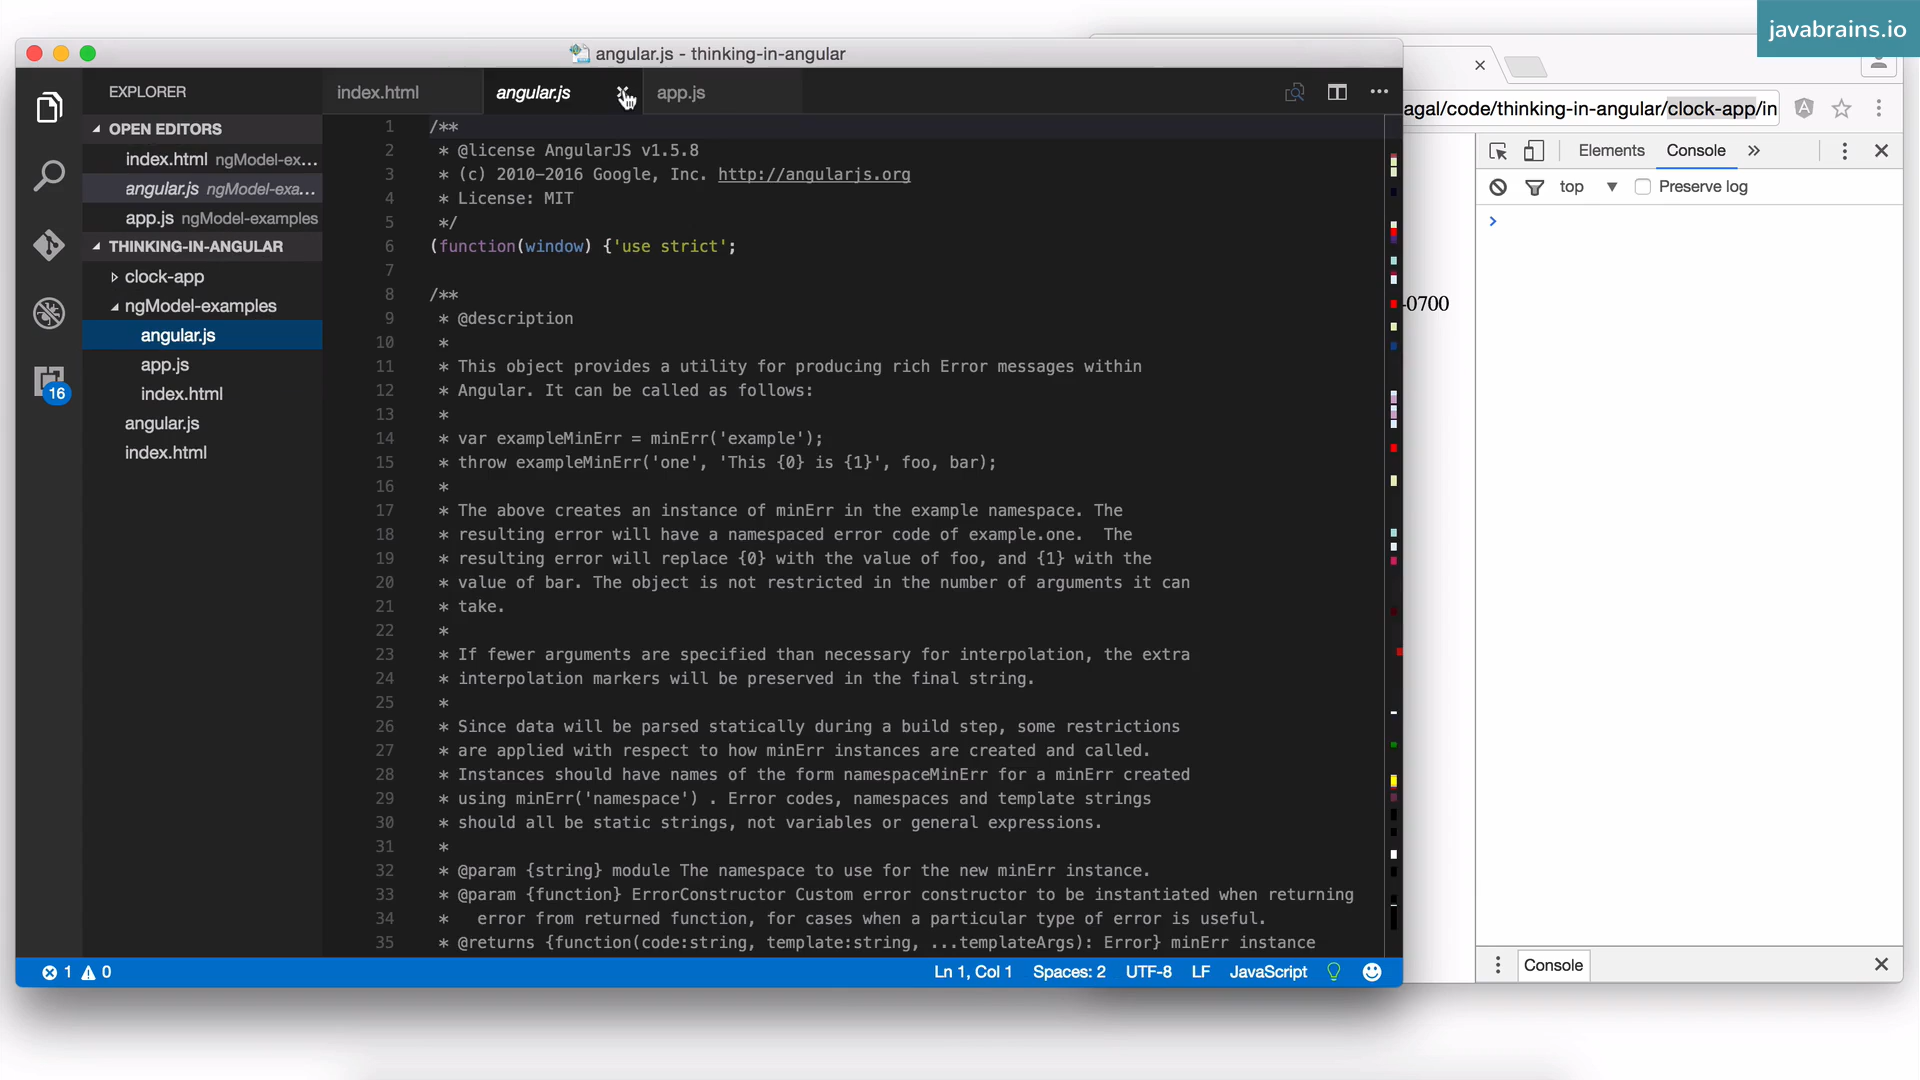 javabrains.io
angular.js - thinking-in-angular
EXPLORER
OPEN EDITORS
index.html ngModel-ex...
angular.js ngModel-exa...
app.js ngModel-examples
THINKING-IN-ANGULAR
clock-app
ngModel-examples
angular.js
app.js
index.html
angular.js
index.html
16
index.html
angular.js
app.js
1 /**
2  * @license AngularJS v1.5.8
3  * (c) 2010-2016 Google, Inc. http://angularjs.org
4  * License: MIT
5  */
6 (function(window) {'use strict';
7
8 /**
9  * @description
10  *
11  * This object provides a utility for producing rich Error messages within
12  * Angular. It can be called as follows:
13  *
14  * var exampleMinErr = minErr('example');
15  * throw exampleMinErr('one', 'This {0} is {1}', foo, bar);
16  *
17  * The above creates an instance of minErr in the example namespace. The
18  * resulting error will have a namespaced error code of example.one.  The
19  * resulting error will replace {0} with the value of foo, and {1} with the
20  * value of bar. The object is not restricted in the number of arguments it can
21  * take.
22  *
23  * If fewer arguments are specified than necessary for interpolation, the extra
24  * interpolation markers will be preserved in the final string.
25  *
26  * Since data will be parsed statically during a build step, some restrictions
27  * are applied with respect to how minErr instances are created and called.
28  * Instances should have names of the form namespaceMinErr for a minErr created
29  * using minErr('namespace') . Error codes, namespaces and template strings
30  * should all be static strings, not variables or general expressions.
31  *
32  * @param {string} module The namespace to use for the new minErr instance.
33  * @param {function} ErrorConstructor Custom error constructor to be instantiated when returning
34  *   error from returned function, for cases when a particular type of error is useful.
35  * @returns {function(code:string, template:string, ...templateArgs): Error} minErr instance
1 0
Ln 1, Col 1 Spaces: 2 UTF-8 LF JavaScript
agal/code/thinking-in-angular/clock-app/in
-0700
Elements Console »
top Preserve log
Console